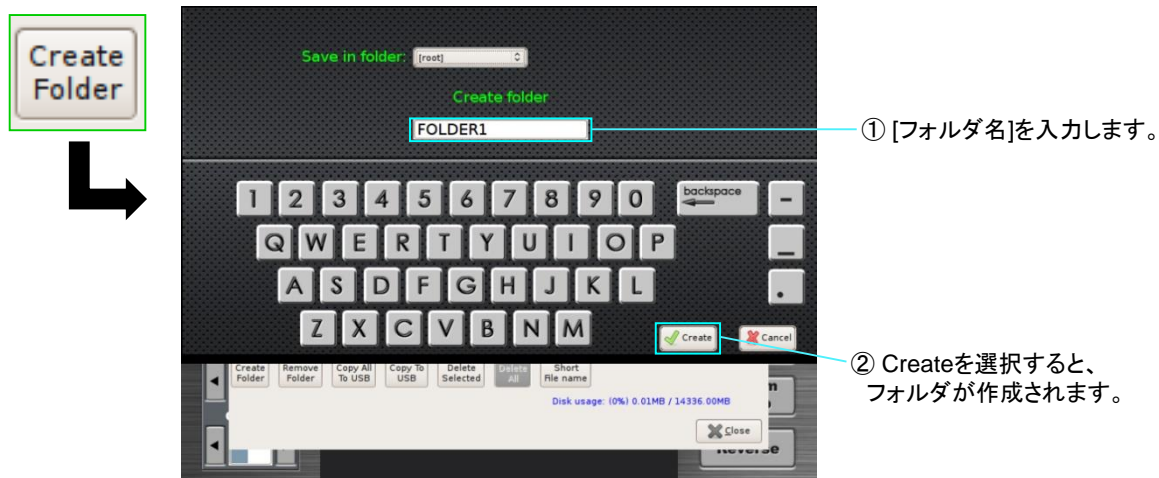 Create
Folder
Save in folder: [root]
Create folder
FOLDER1
① [フォルダ名]を入力します。
1 2 3 4 5 6 7 8 9 0 backspace -
Q W E R T Y U I O P _
A S D F G H J K L .
Z X C V B N M
Create Cancel
② Createを選択すると、
フォルダが作成されます。
Create Folder
Remove Folder
Copy All To USB
Copy To USB
Delete Selected
Delete All
Short File name
Disk usage: (0%) 0.01MB / 14336.00MB
Close
Reverse